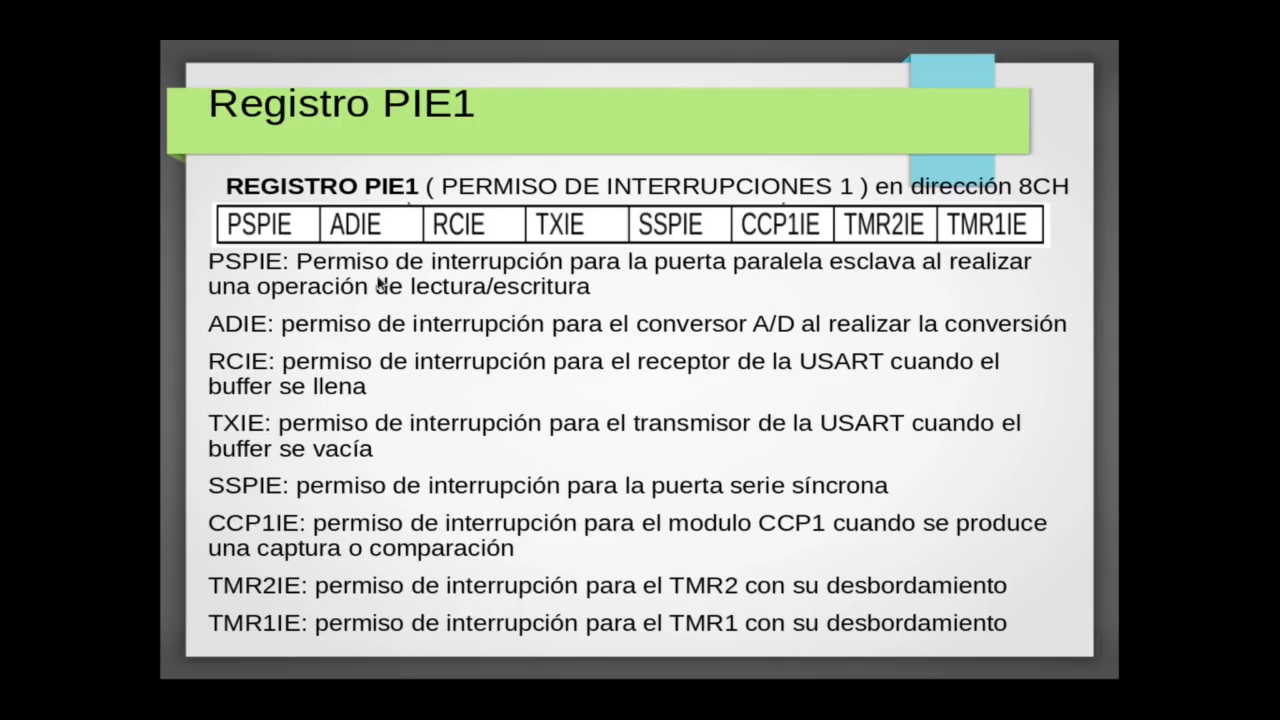 Registro PIE1
REGISTRO PIE1 ( PERMISO DE INTERRUPCIONES 1 ) en dirección 8CH
PSPIE ADIE RCIE TXIE SSPIE CCP1IE TMR2IE TMR1IE
PSPIE: Permiso de interrupción para la puerta paralela esclava al realizar
una operación de lectura/escritura
ADIE: permiso de interrupción para el conversor A/D al realizar la conversión
RCIE: permiso de interrupción para el receptor de la USART cuando el
buffer se llena
TXIE: permiso de interrupción para el transmisor de la USART cuando el
buffer se vacía
SSPIE: permiso de interrupción para la puerta serie síncrona
CCP1IE: permiso de interrupción para el modulo CCP1 cuando se produce
una captura o comparación
TMR2IE: permiso de interrupción para el TMR2 con su desbordamiento
TMR1IE: permiso de interrupción para el TMR1 con su desbordamiento